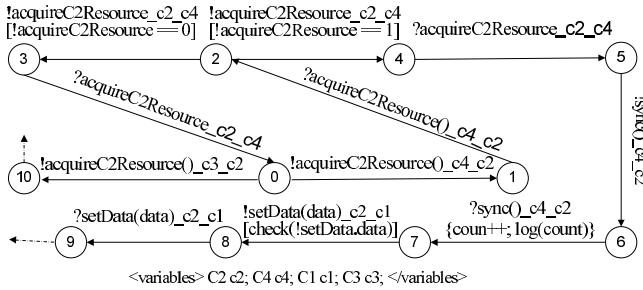 !acquireC2Resource_c2_c4 !acquireC2Resource_c2_c4
[!acquireC2Resource == 0] [!acquireC2Resource == 1] ?acquireC2Resource_c2_c4
3 2 4 5
?acquireC2Resource_c2_c4
?acquireC2Resource()_c4_c2
!sync()_c4_c2
!acquireC2Resource()_c3_c2 !acquireC2Resource()_c4_c2
10 0 1
?setData(data)_c2_c1 !setData(data)_c2_c1 ?sync()_c4_c2
[check(!setData.data)] {coun++; log(count)}
9 8 7 6
<variables> C2 c2; C4 c4; C1 c1; C3 c3; </variables>